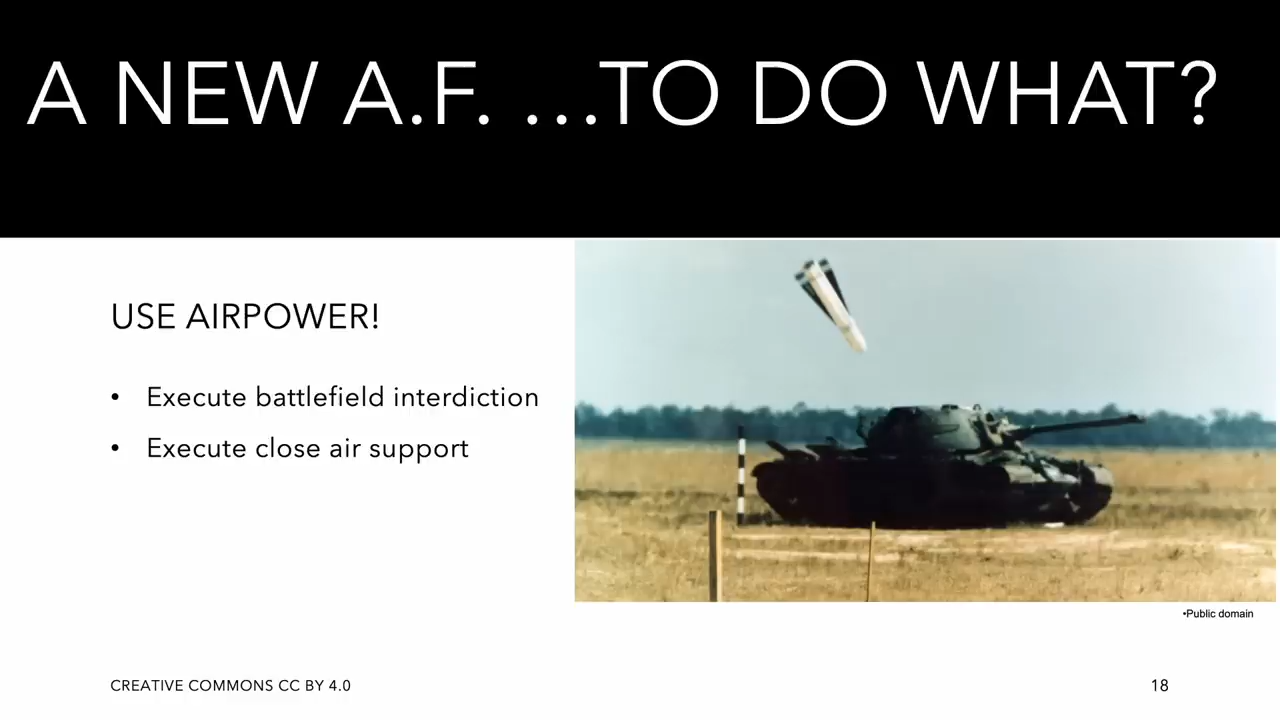 A NEW A.F. ...TO DO WHAT?
USE AIRPOWER!
• Execute battlefield interdiction
• Execute close air support
•Public domain
CREATIVE COMMONS CC BY 4.0
18